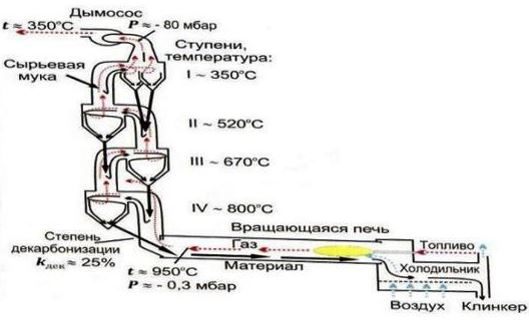 Дымосос
t ≈ 350°C
P ≈ - 80 мбар
Ступени,
температура:
Сырьевая
мука
I ~ 350°C
II ~ 520°C
III ~ 670°C
IV ~ 800°C
Вращающаяся печь
Степень
декарбонизации
kдек ≈ 25%
Газ
Топливо
t ≈ 950°C
P ≈ - 0,3 мбар
Материал
Холодильник
Воздух
Клинкер